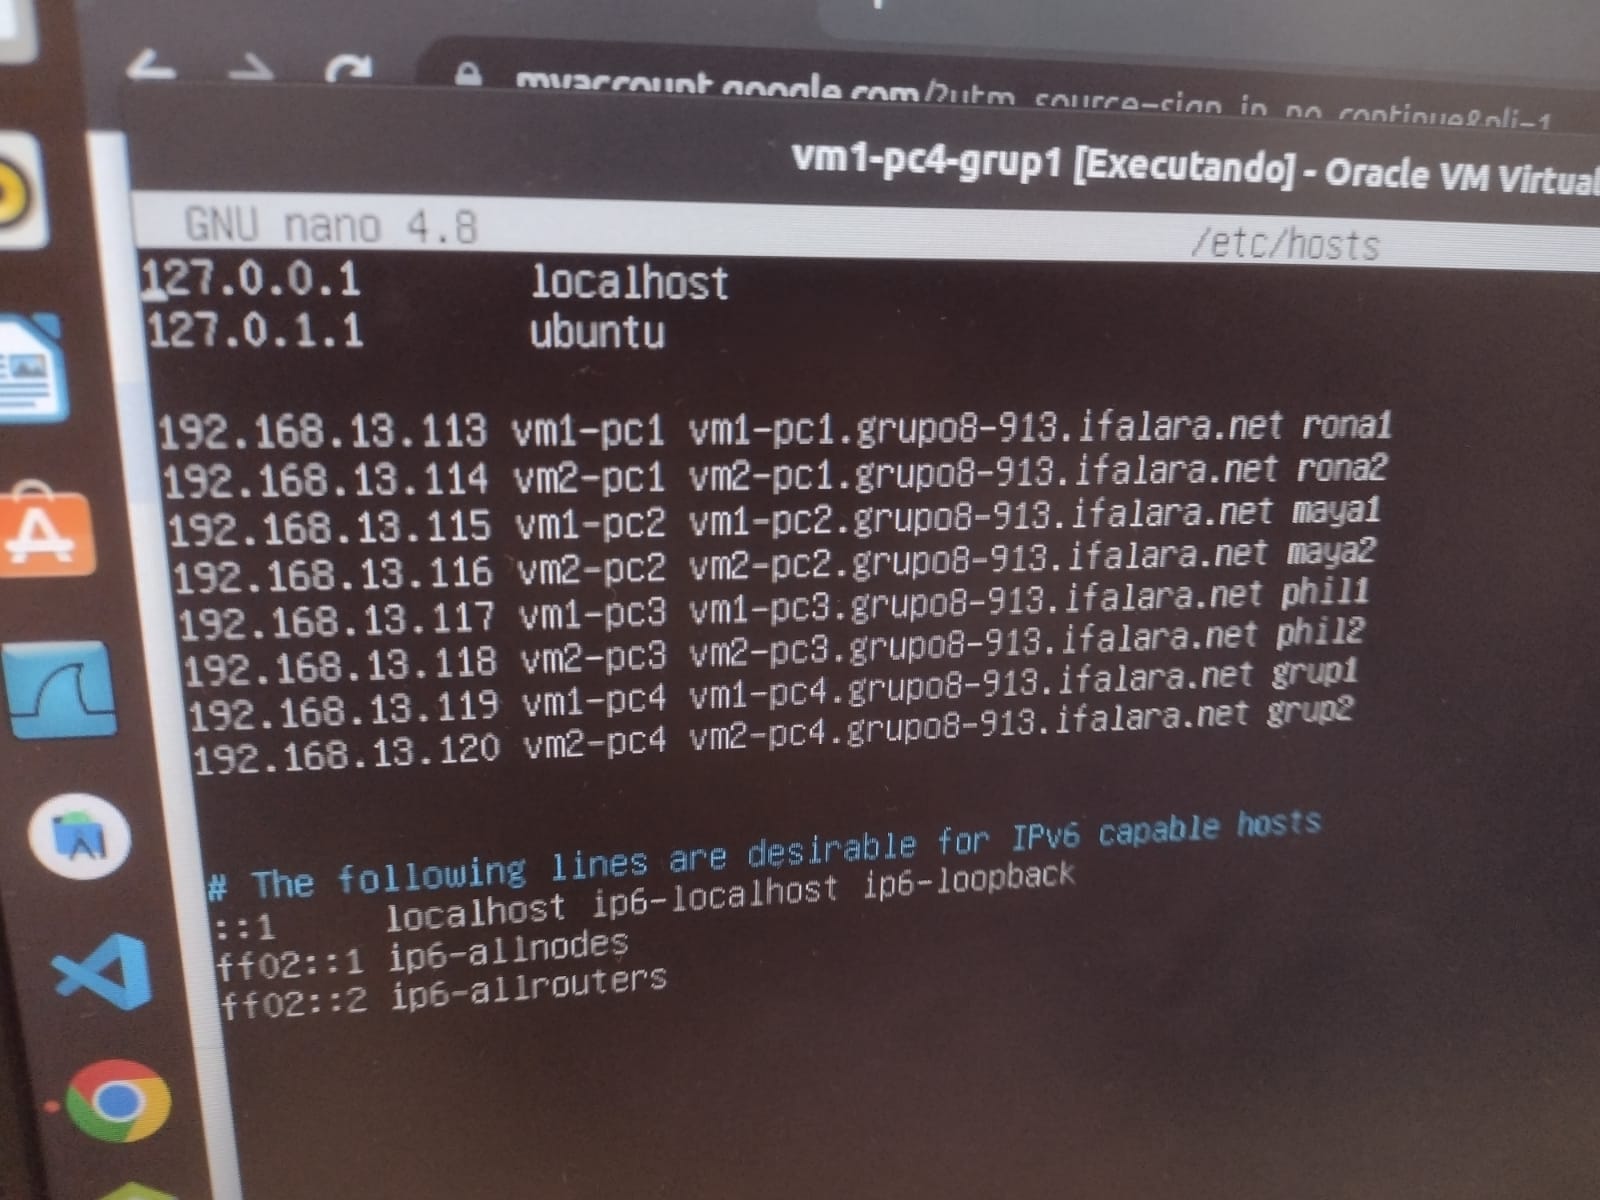 myaccount.google.com/?utm_source=sign_in_no_continue&pli=1
vm1-pc4-grup1 [Executando] - Oracle VM Virtual
GNU nano 4.8 /etc/hosts
127.0.0.1 localhost
127.0.1.1 ubuntu
192.168.13.113 vm1-pc1 vm1-pc1.grupo8-913.ifalara.net rona1
192.168.13.114 vm2-pc1 vm2-pc1.grupo8-913.ifalara.net rona2
192.168.13.115 vm1-pc2 vm1-pc2.grupo8-913.ifalara.net maya1
192.168.13.116 vm2-pc2 vm2-pc2.grupo8-913.ifalara.net maya2
192.168.13.117 vm1-pc3 vm1-pc3.grupo8-913.ifalara.net phil1
192.168.13.118 vm2-pc3 vm2-pc3.grupo8-913.ifalara.net phil2
192.168.13.119 vm1-pc4 vm1-pc4.grupo8-913.ifalara.net grup1
192.168.13.120 vm2-pc4 vm2-pc4.grupo8-913.ifalara.net grup2
# The following lines are desirable for IPv6 capable hosts
::1 localhost ip6-localhost ip6-loopback
ff02::1 ip6-allnodes
ff02::2 ip6-allrouters